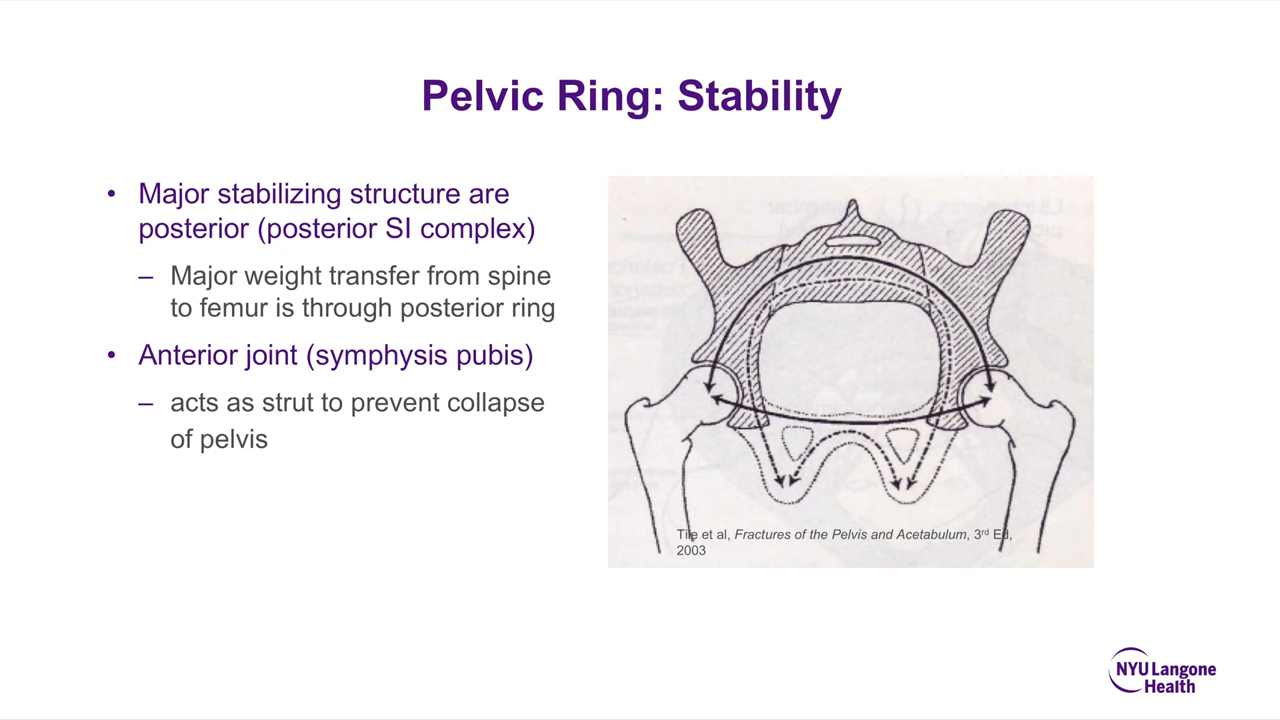 Pelvic Ring: Stability
• Major stabilizing structure are
posterior (posterior SI complex)
– Major weight transfer from spine
to femur is through posterior ring
• Anterior joint (symphysis pubis)
– acts as strut to prevent collapse
of pelvis
Tile et al, Fractures of the Pelvis and Acetabulum, 3rd Ed,
2003
NYU Langone
Health